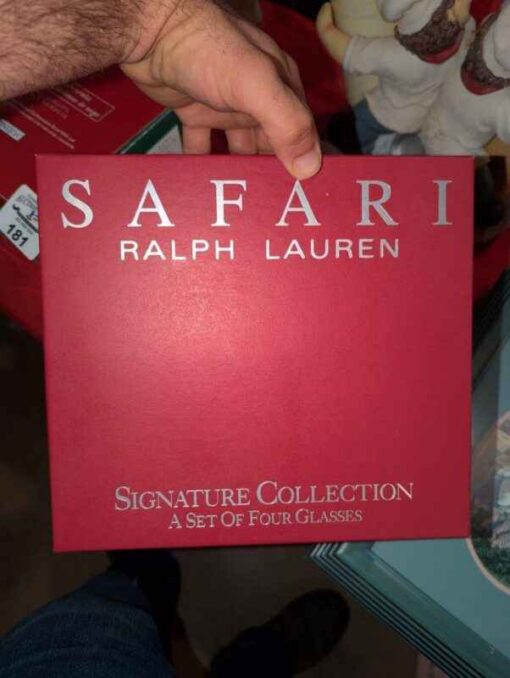 SAFARI
RALPH LAUREN
SIGNATURE COLLECTION
A SET OF FOUR GLASSES
181